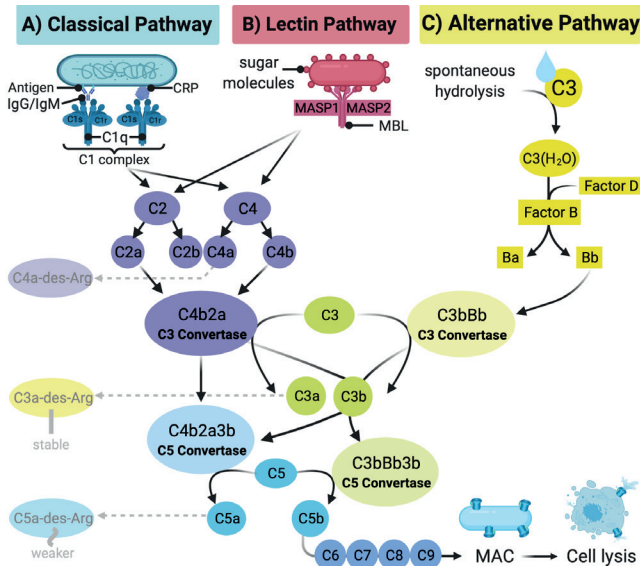 A) Classical Pathway
B) Lectin Pathway
C) Alternative Pathway
Antigen
IgG/IgM
CRP
C1s
C1r
C1s
C1r
C1q
C1 complex
sugar
molecules
MASP1
MASP2
MBL
spontaneous
hydrolysis
C3
C3(H₂O)
Factor D
Factor B
Ba
Bb
C2
C4
C2a
C2b
C4a
C4b
C4a-des-Arg
C4b2a
C3 Convertase
C3
C3bBb
C3 Convertase
C3a-des-Arg
stable
C3a
C3b
C4b2a3b
C5 Convertase
C3bBb3b
C5 Convertase
C5
C5a-des-Arg
weaker
C5a
C5b
C6
C7
C8
C9
MAC
Cell lysis